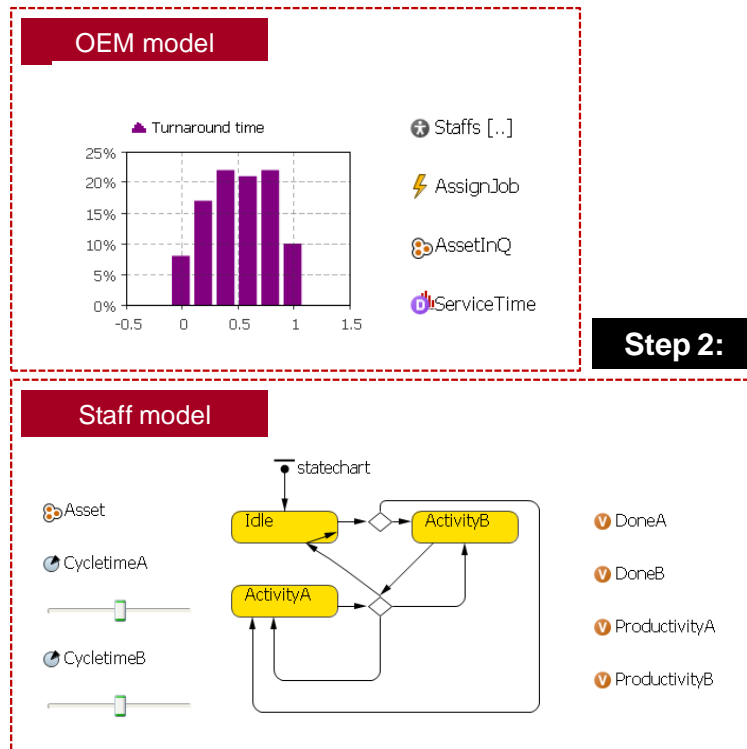 OEM model
Turnaround time
25%
20%
15%
10%
5%
0%
-0.5 0 0.5 1 1.5
Staffs [..]
AssignJob
AssetInQ
D ServiceTime
Step 2:
Staff model
statechart
Asset
CycletimeA
CycletimeB
Idle
ActivityB
ActivityA
V DoneA
V DoneB
V ProductivityA
V ProductivityB